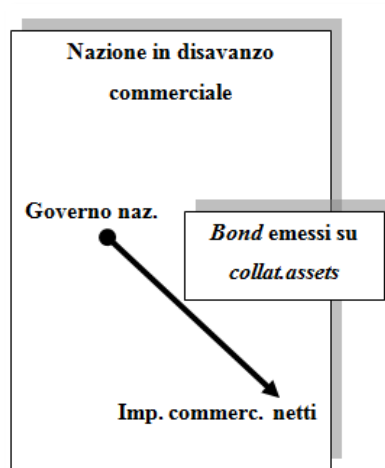 Nazione in disavanzo
commerciale
Governo naz.
Bond emessi su
collat.assets
Imp. commerc. netti